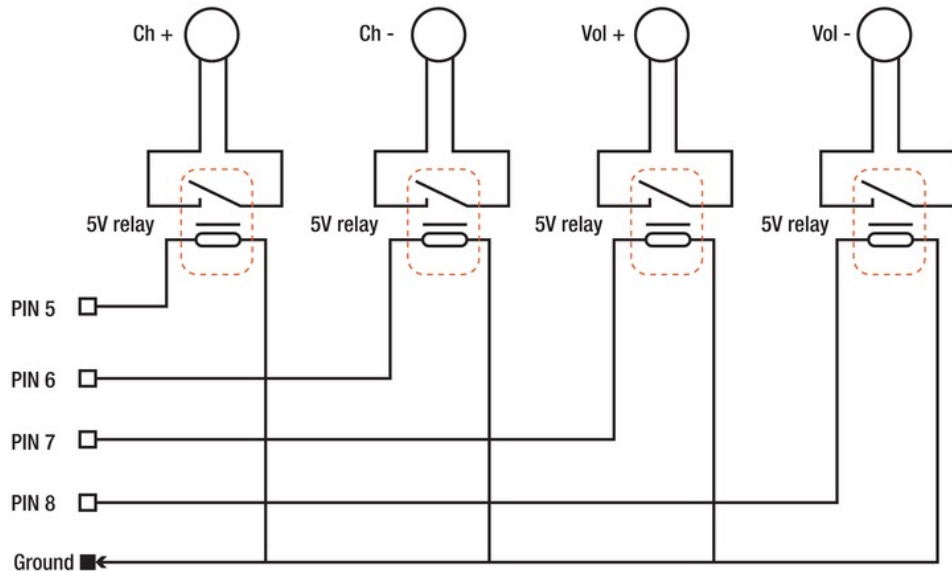 Ch +
Ch -
Vol +
Vol -
5V relay
5V relay
5V relay
5V relay
PIN 5
PIN 6
PIN 7
PIN 8
Ground